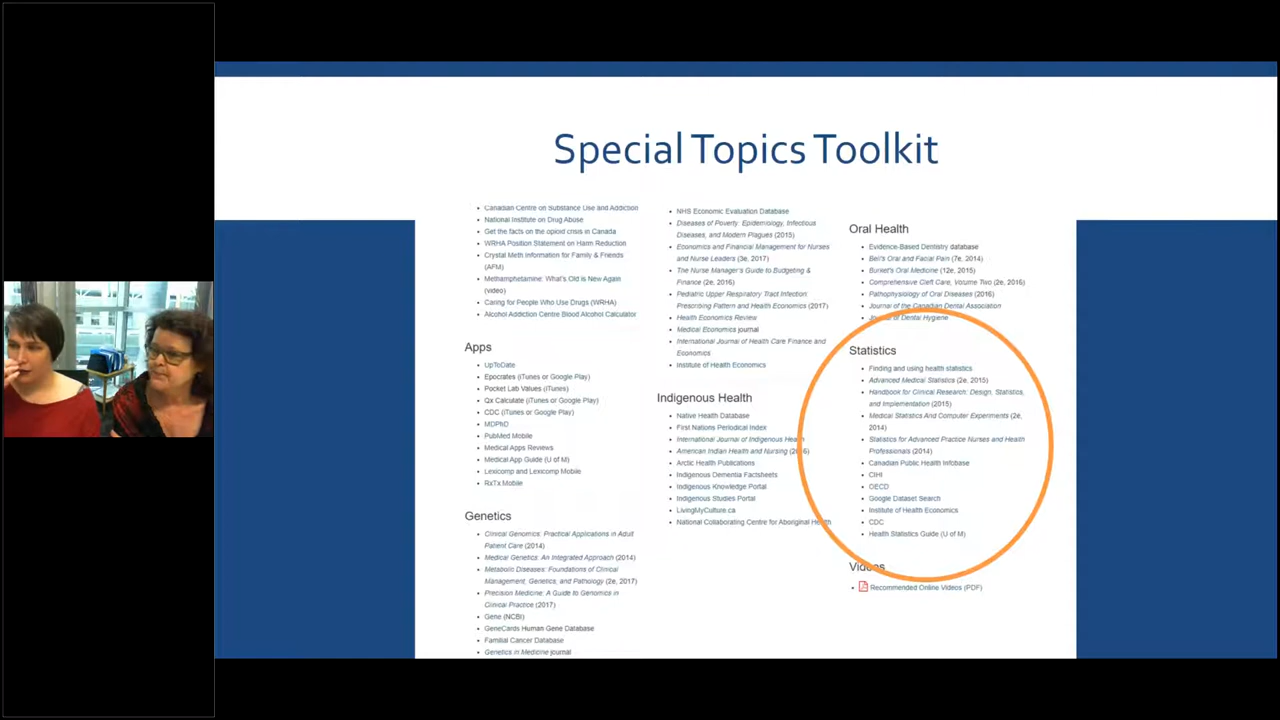 Special Topics Toolkit
Canadian Centre on Substance Use and Addiction
National Institute on Drug Abuse
Get the facts on the opioid crisis in Canada
WRHA Position Statement on Harm Reduction
Crystal Meth Information for Family & Friends
(AFM)
Methamphetamine: What's Old is New Again
(video)
Caring for People Who Use Drugs (WRHA)
Alcohol Addiction Centre Blood Alcohol Calculator
Apps
UpToDate
Epocrates (iTunes or Google Play)
Pocket Lab Values (iTunes)
Qx Calculate (iTunes or Google Play)
CDC (iTunes or Google Play)
MDPhD
PubMed Mobile
Medical Apps Reviews
Medical App Guide (U of M)
Lexicomp and Lexicomp Mobile
RxTx Mobile
Genetics
Clinical Genomics: Practical Applications in Adult
Patient Care (2014)
Medical Genetics: An Integrated Approach (2014)
Metabolic Diseases: Foundations of Clinical
Management, Genetics, and Pathology (2e, 2017)
Precision Medicine: A Guide to Genomics in
Clinical Practice (2017)
Gene (NCBI)
GeneCards Human Gene Database
Familial Cancer Database
Genetics in Medicine journal
NHS Economic Evaluation Database
Diseases of Poverty: Epidemiology, Infectious
Diseases, and Modern Plagues (2015)
Economics and Financial Management for Nurses
and Nurse Leaders (3e, 2017)
The Nurse Manager's Guide to Budgeting &
Finance (2e, 2016)
Pediatric Upper Respiratory Tract Infection
Prescribing Pattern and Health Economics (2017)
Health Economics Review
Medical Economics journal
International Journal of Health Care Finance and
Economics
Institute of Health Economics
Indigenous Health
Native Health Database
First Nations Periodical Index
International Journal of Indigenous Health
American Indian Health and Nursing (2016)
Arctic Health Publications
Indigenous Dementia Factsheets
Indigenous Knowledge Portal
Indigenous Studies Portal
LivingMyCulture.ca
National Collaborating Centre for Aboriginal Health
Oral Health
Evidence-Based Dentistry database
Bell's Oral and Facial Pain (7e, 2014)
Burket's Oral Medicine (12e, 2015)
Comprehensive Cleft Care, Volume Two (2e, 2016)
Pathophysiology of Oral Diseases (2016)
Journal of the Canadian Dental Association
Journal of Dental Hygiene
Statistics
Finding and using health statistics
Advanced Medical Statistics (2e, 2015)
Handbook for Clinical Research: Design, Statistics,
and Implementation (2015)
Medical Statistics And Computer Experiments (2e,
2014)
Statistics for Advanced Practice Nurses and Health
Professionals (2014)
Canadian Public Health Infobase
CIHI
OECD
Google Dataset Search
Institute of Health Economics
CDC
Health Statistics Guide (U of M)
Videos
Recommended Online Videos (PDF)